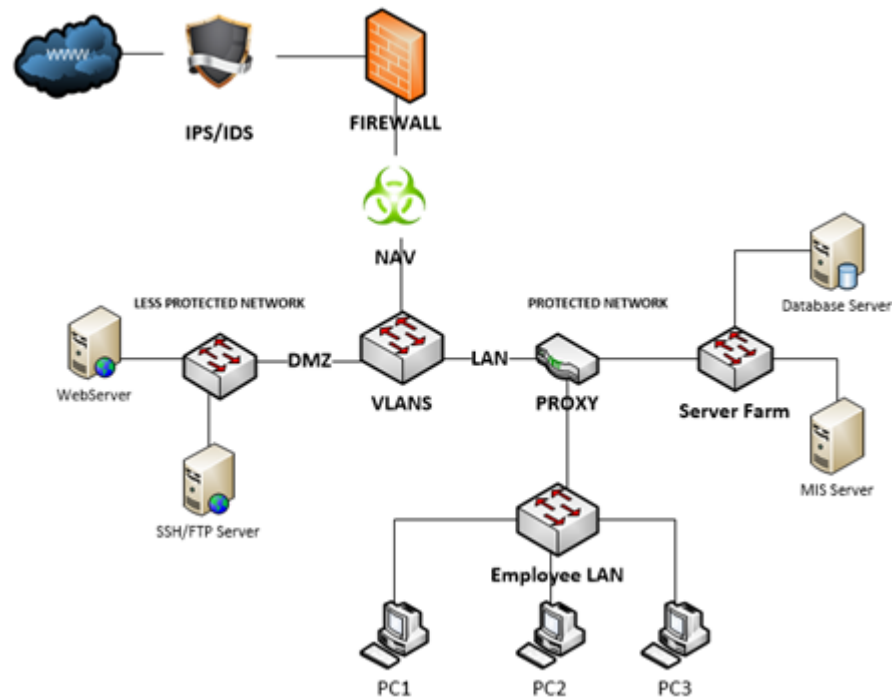 WWW
IPS/IDS
FIREWALL
NAV
LESS PROTECTED NETWORK
PROTECTED NETWORK
Database Server
WebServer
DMZ
LAN
VLANS
PROXY
Server Farm
SSH/FTP Server
MIS Server
Employee LAN
PC1
PC2
PC3